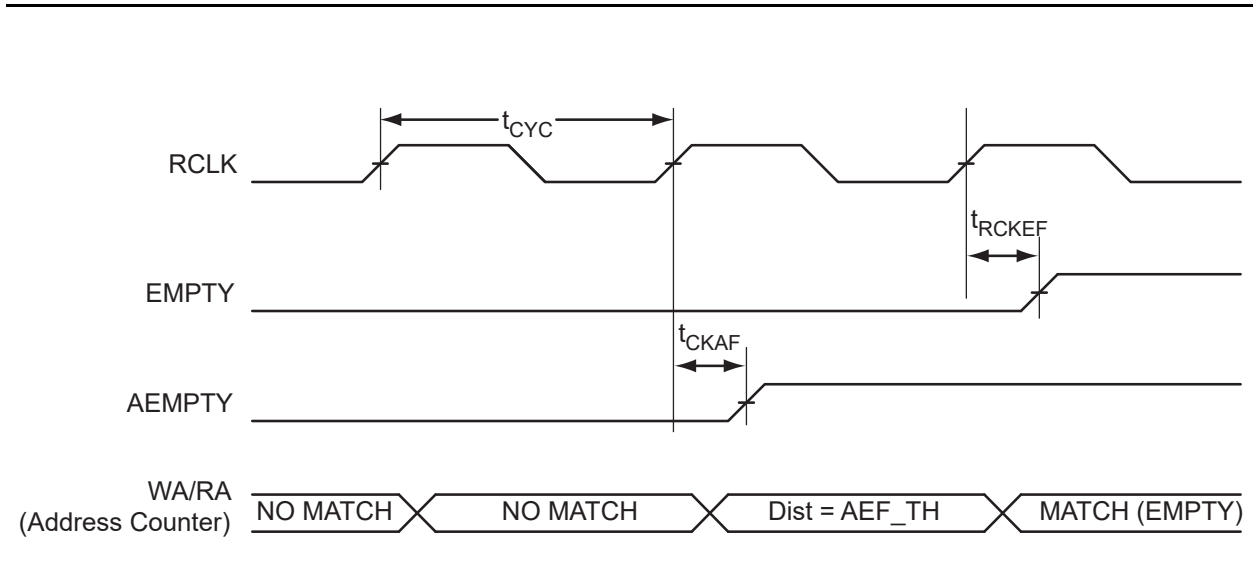 tCYC
RCLK
tRCKEF
EMPTY
tCKAF
AEMPTY
WA/RA
(Address Counter)
NO MATCH
NO MATCH
Dist = AEF_TH
MATCH (EMPTY)